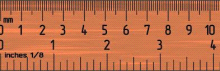 0 1 2 3 4 5 6 7 8 9 10
mm
0 1 2 3 4
inches, 1/8